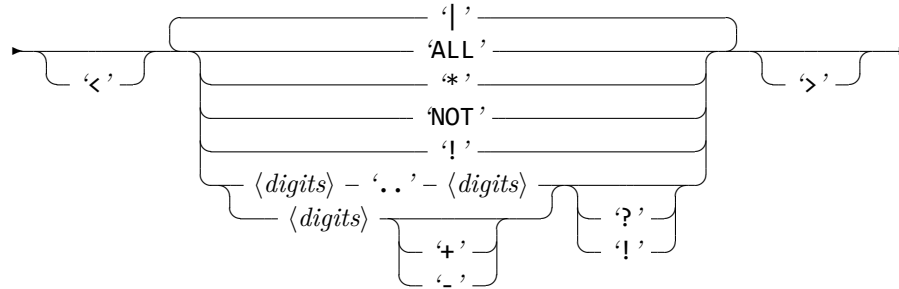 ‘|’
‘ALL’
‘<’ ‘*’ ‘>’
‘NOT’
‘!’
⟨digits⟩ ‘..’ ⟨digits⟩
⟨digits⟩ ‘?’
‘+’ ‘!’
‘-’